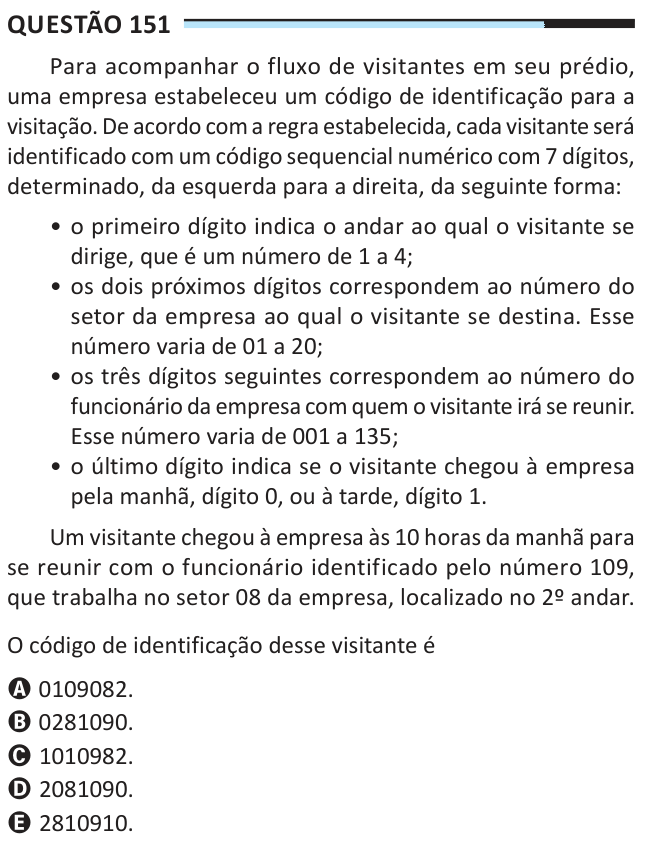 QUESTÃO 151
Para acompanhar o fluxo de visitantes em seu prédio,
uma empresa estabeleceu um código de identificação para a
visitação. De acordo com a regra estabelecida, cada visitante será
identificado com um código sequencial numérico com 7 dígitos,
determinado, da esquerda para a direita, da seguinte forma:
• o primeiro dígito indica o andar ao qual o visitante se
dirige, que é um número de 1 a 4;
• os dois próximos dígitos correspondem ao número do
setor da empresa ao qual o visitante se destina. Esse
número varia de 01 a 20;
• os três dígitos seguintes correspondem ao número do
funcionário da empresa com quem o visitante irá se reunir.
Esse número varia de 001 a 135;
• o último dígito indica se o visitante chegou à empresa
pela manhã, dígito 0, ou à tarde, dígito 1.
Um visitante chegou à empresa às 10 horas da manhã para
se reunir com o funcionário identificado pelo número 109,
que trabalha no setor 08 da empresa, localizado no 2º andar.
O código de identificação desse visitante é
A 0109082.
B 0281090.
C 1010982.
D 2081090.
E 2810910.